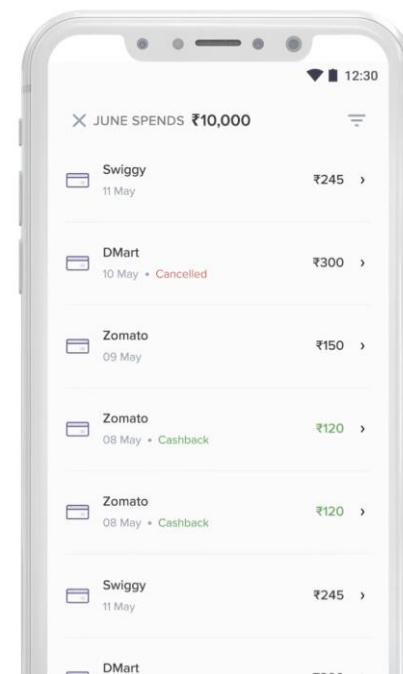 12:30
JUNE SPENDS ₹10,000
Swiggy
₹245
11 May
DMart
₹300
10 May • Cancelled
Zomato
₹150
09 May
Zomato
₹120
08 May • Cashback
Zomato
₹120
08 May • Cashback
Swiggy
₹245
11 May
DMart